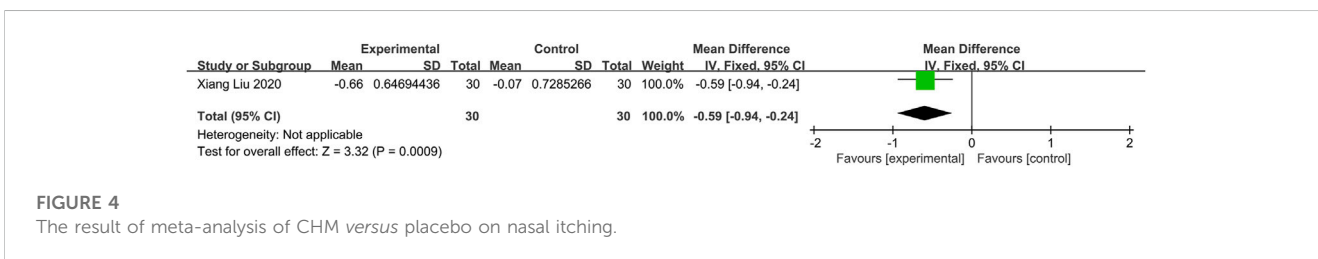 Experimental Control Mean Difference Mean Difference
Study or Subgroup Mean SD Total Mean SD Total Weight IV, Fixed, 95% CI IV, Fixed, 95% CI
Xiang Liu 2020 -0.66 0.64694436 30 -0.07 0.7285266 30 100.0% -0.59 [-0.94, -0.24]
Total (95% CI) 30 30 100.0% -0.59 [-0.94, -0.24]
Heterogeneity: Not applicable
Test for overall effect: Z = 3.32 (P = 0.0009)
-2 -1 0 1 2
Favours [experimental] Favours [control]
FIGURE 4
The result of meta-analysis of CHM versus placebo on nasal itching.